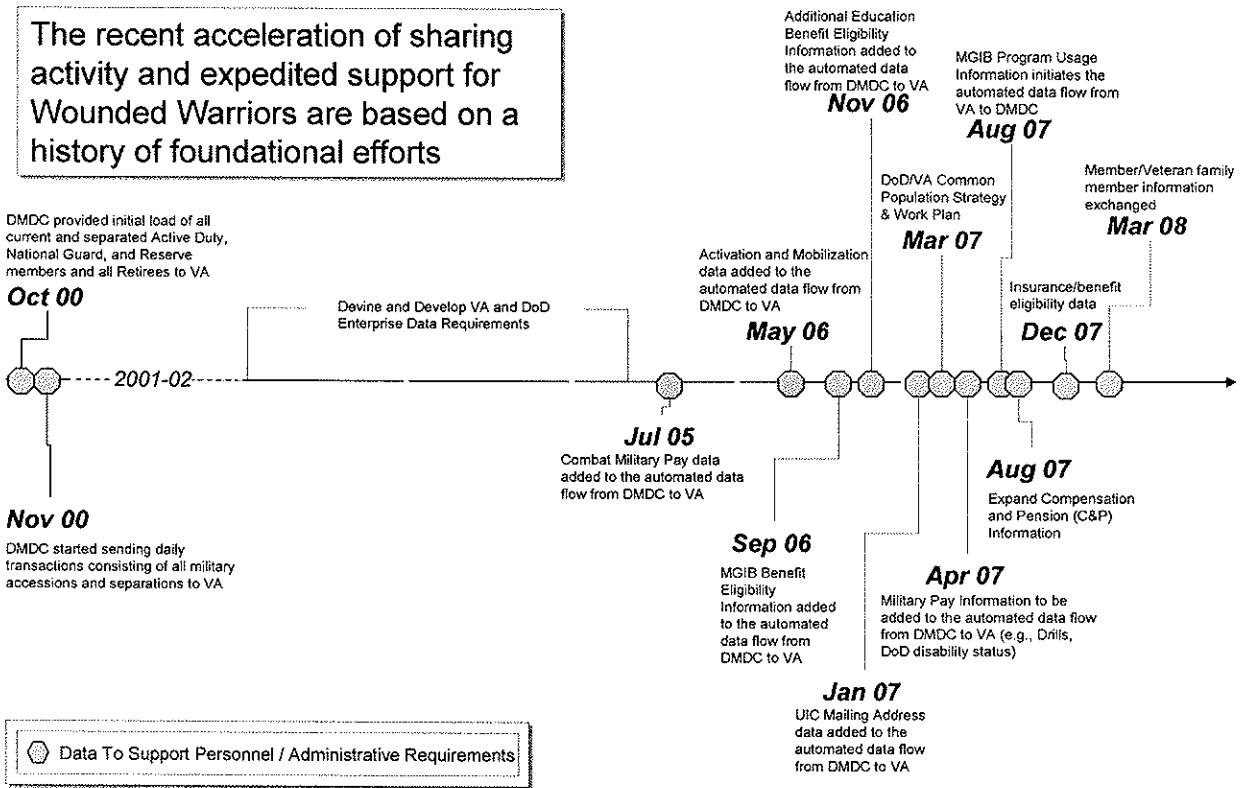 The recent acceleration of sharing
activity and expedited support for
Wounded Warriors are based on a
history of foundational efforts
DMDC provided initial load of all
current and separated Active Duty,
National Guard, and Reserve
members and all Retirees to VA
Oct 00
Nov 00
DMDC started sending daily
transactions consisting of all military
accessions and separations to VA
2001-02
Devine and Develop VA and DoD
Enterprise Data Requirements
Jul 05
Combat Military Pay data
added to the automated data
flow from DMDC to VA
Activation and Mobilization
data added to the
automated data flow from
DMDC to VA
May 06
Sep 06
MGIB Benefit
Eligibility
Information added
to the automated
data flow from
DMDC to VA
Additional Education
Benefit Eligibility
Information added to
the automated data
flow from DMDC to VA
Nov 06
Jan 07
UIC Mailing Address
data added to the
automated data flow
from DMDC to VA
DoD/VA Common
Population Strategy
& Work Plan
Mar 07
Apr 07
Military Pay Information to be
added to the automated data flow
from DMDC to VA (e.g., Drills,
DoD disability status)
MGIB Program Usage
Information initiates the
automated data flow from
VA to DMDC
Aug 07
Aug 07
Expand Compensation
and Pension (C&P)
Information
Insurance/benefit
eligibility data
Dec 07
Member/Veteran family
member information
exchanged
Mar 08
Data To Support Personnel / Administrative Requirements